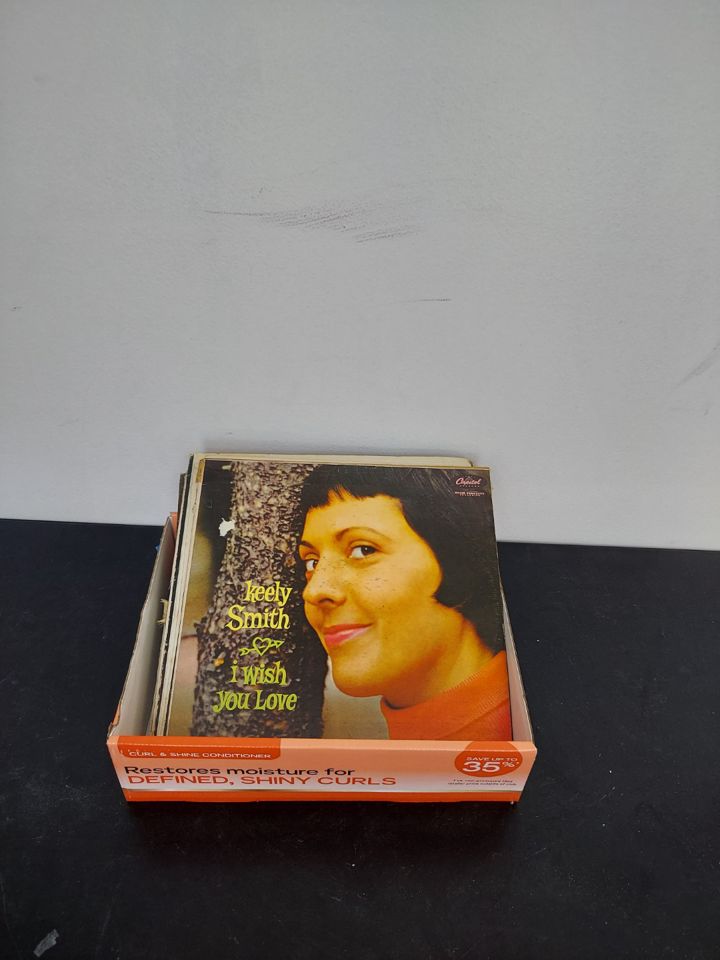 Capitol
RECORDS
keely
Smith
i wish
you Love
CURL & SHINE CONDITIONER
Restores moisture for
DEFINED, SHINY CURLS
SAVE UP TO
35%